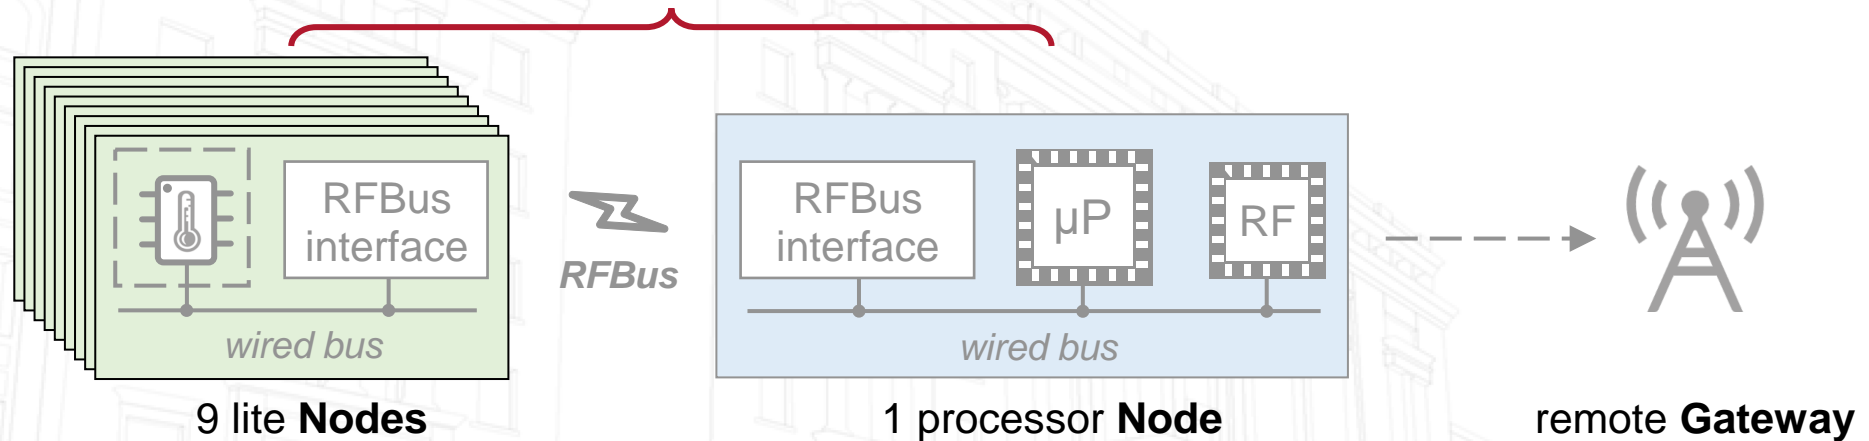 RFBus
interface
wired bus
9 lite Nodes
RFBus
RFBus
interface
µP
RF
wired bus
1 processor Node
remote Gateway